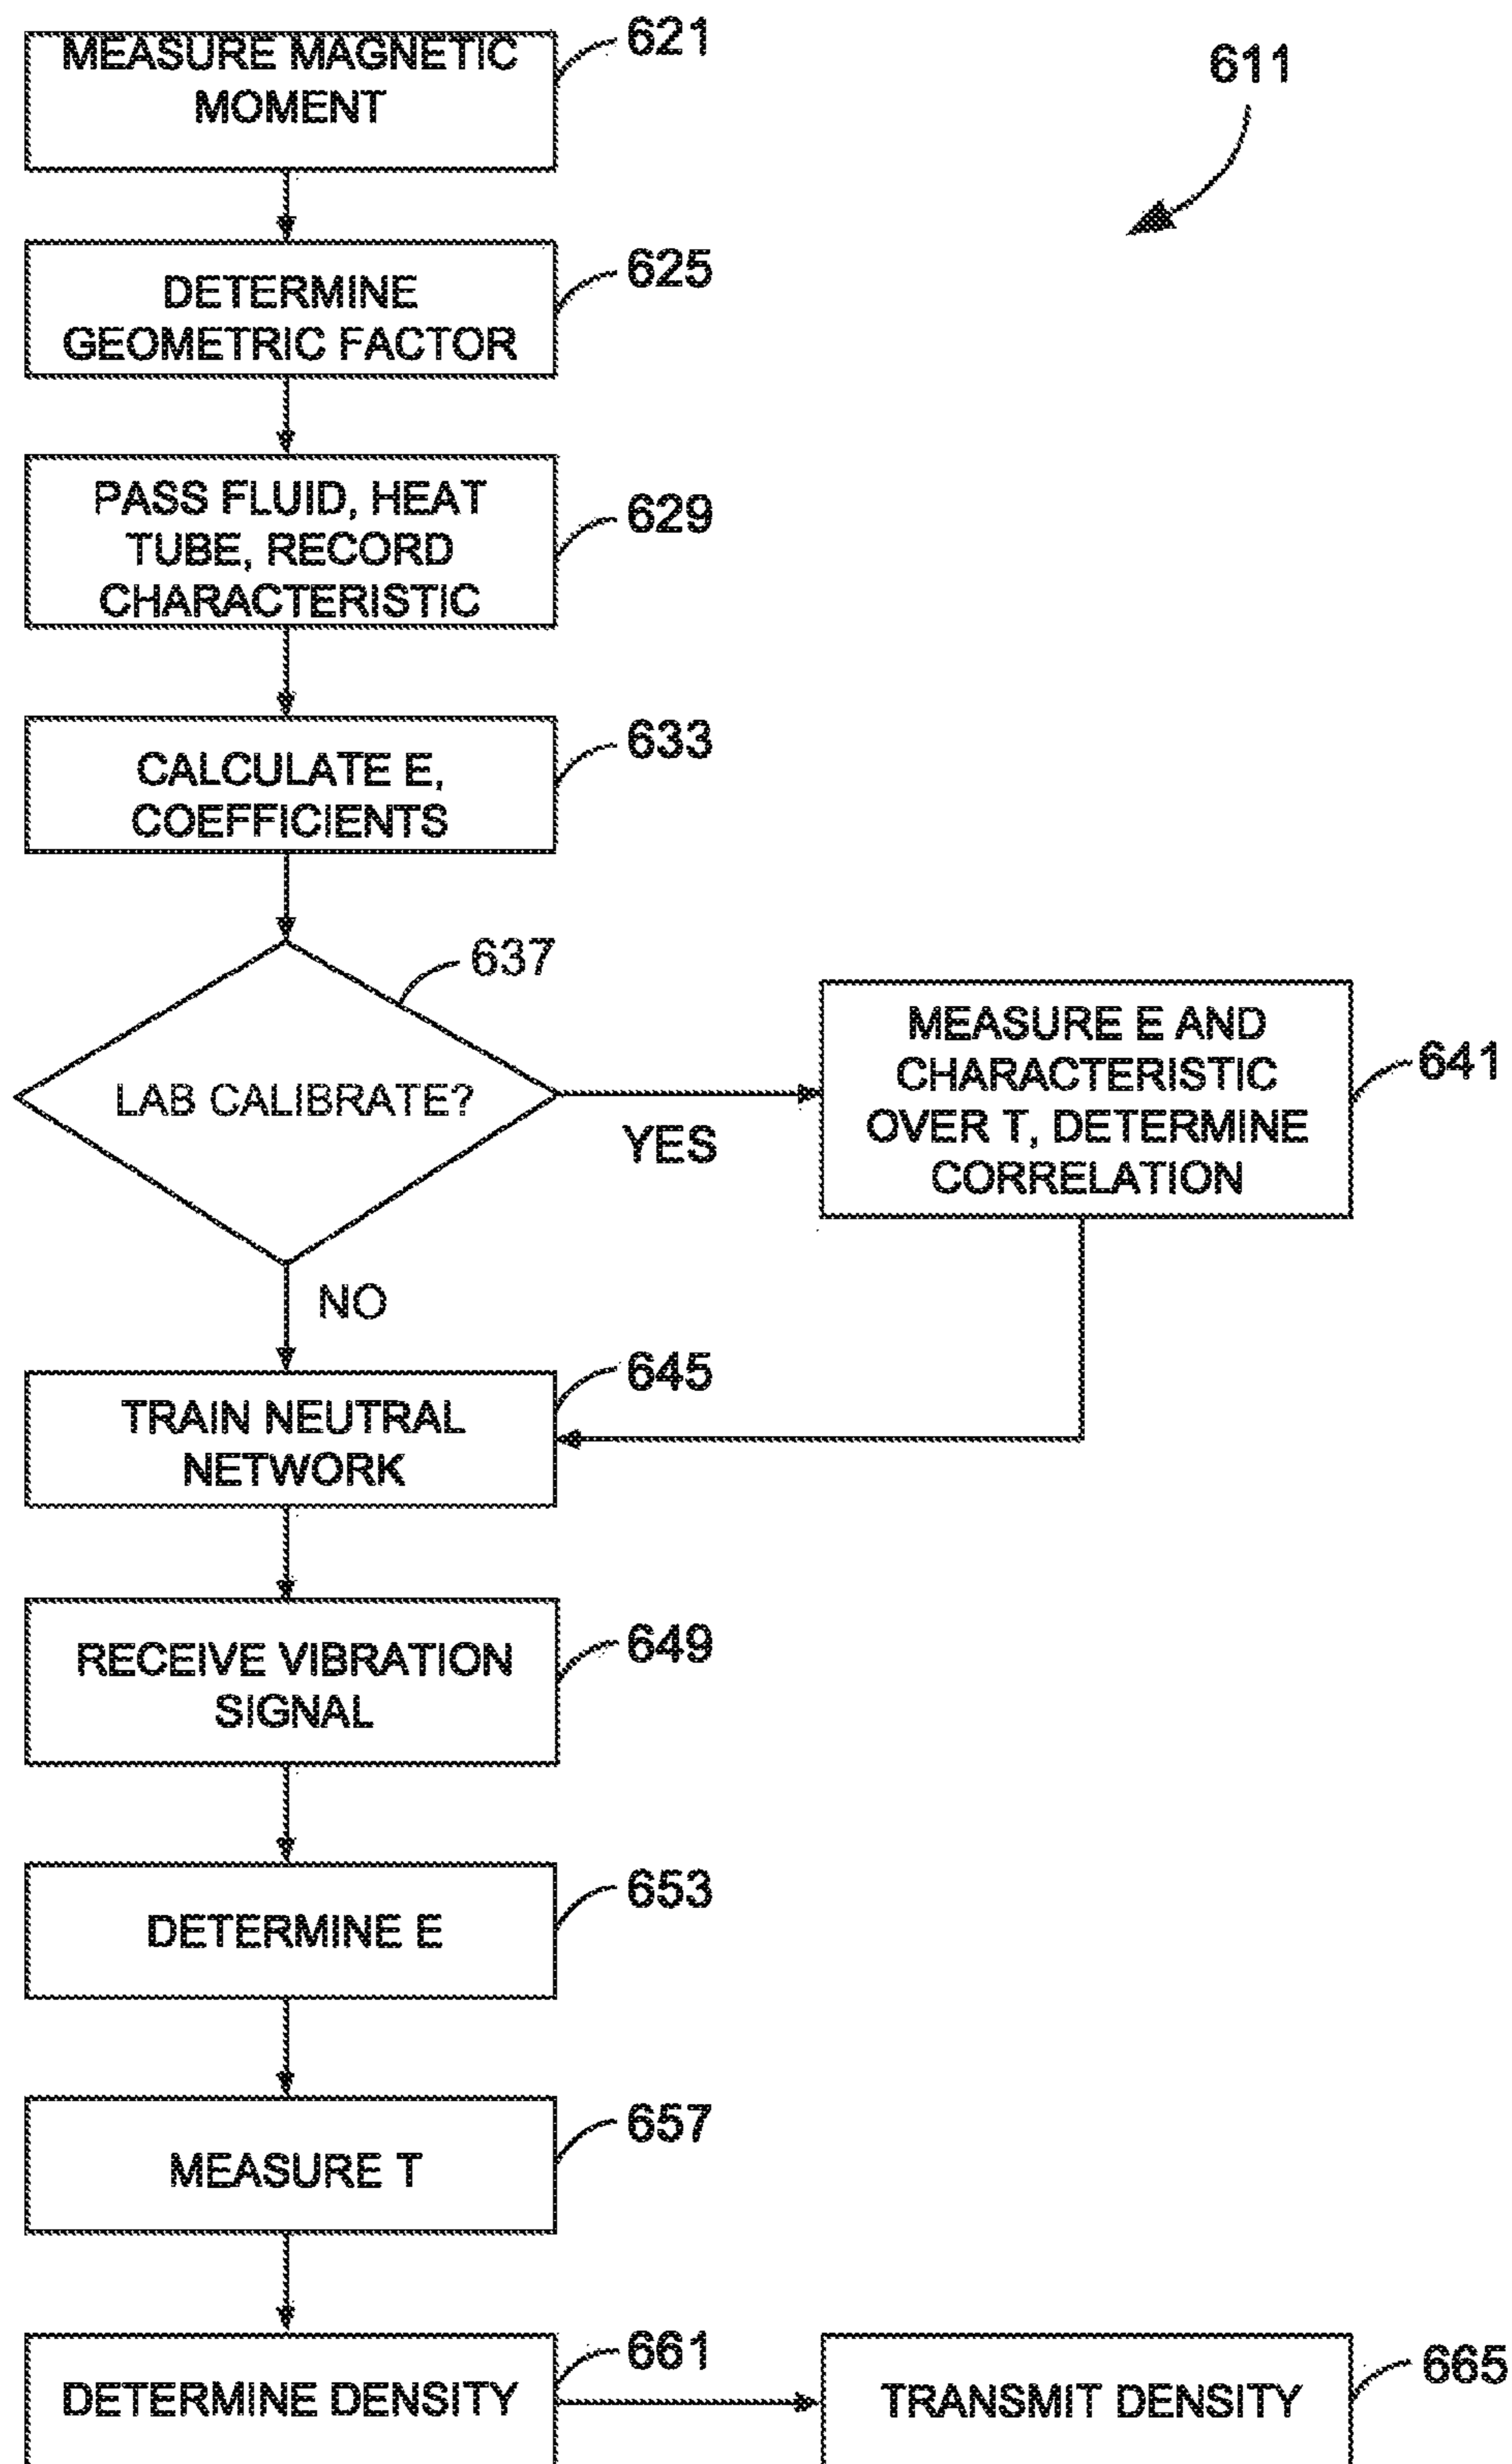 MEASURE MAGNETIC
MOMENT
621
611
DETERMINE
GEOMETRIC FACTOR
625
PASS FLUID, HEAT
TUBE, RECORD
CHARACTERISTIC
629
CALCULATE E,
COEFFICIENTS
633
LAB CALIBRATE?
637
YES
MEASURE E AND
CHARACTERISTIC
OVER T, DETERMINE
CORRELATION
641
NO
TRAIN NEUTRAL
NETWORK
645
RECEIVE VIBRATION
SIGNAL
649
DETERMINE E
653
MEASURE T
657
DETERMINE DENSITY
661
TRANSMIT DENSITY
665